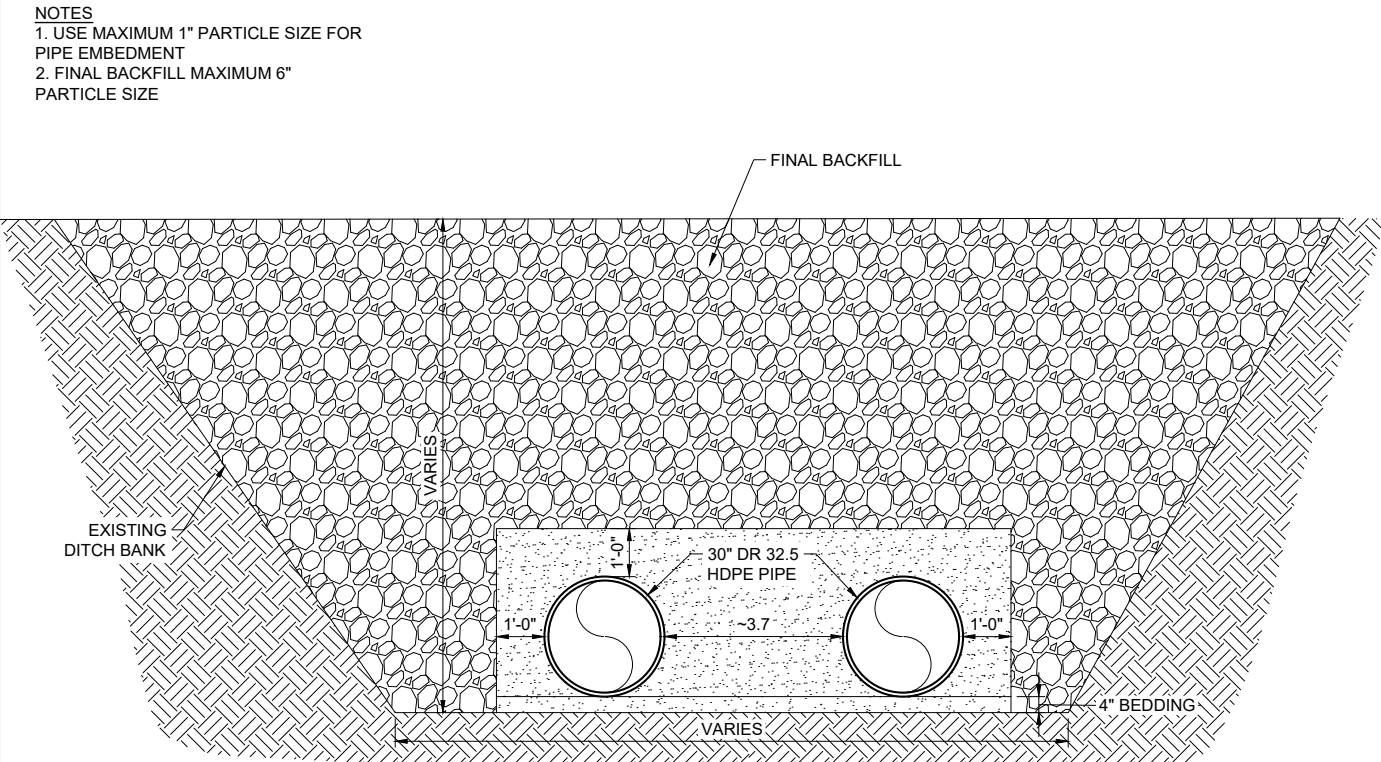 NOTES
1. USE MAXIMUM 1" PARTICLE SIZE FOR
PIPE EMBEDMENT
2. FINAL BACKFILL MAXIMUM 6"
PARTICLE SIZE
FINAL BACKFILL
VARIES
EXISTING
DITCH BANK
1'-0"
30" DR 32.5
HDPE PIPE
1'-0"
~3.7
1'-0"
4" BEDDING
VARIES